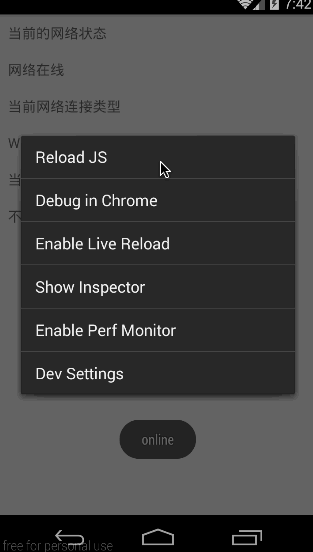 7:42
当前的网络状态
网络在线
当前网络连接类型
W
当
不
Reload JS
Debug in Chrome
Enable Live Reload
Show Inspector
Enable Perf Monitor
Dev Settings
online
free for personal use